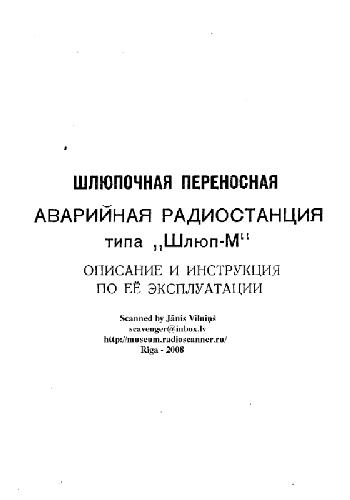 ШЛЮПОЧНАЯ ПЕРЕНОСНАЯ
АВАРИЙНАЯ РАДИОСТАНЦИЯ
типа „Шлюп-М“
ОПИСАНИЕ И ИНСТРУКЦИЯ
ПО ЕЁ ЭКСПЛУАТАЦИИ
Scanned by Jānis Vilniņš
scavenger@inbox.lv
http://museum.radioscanner.ru/
Riga - 2008